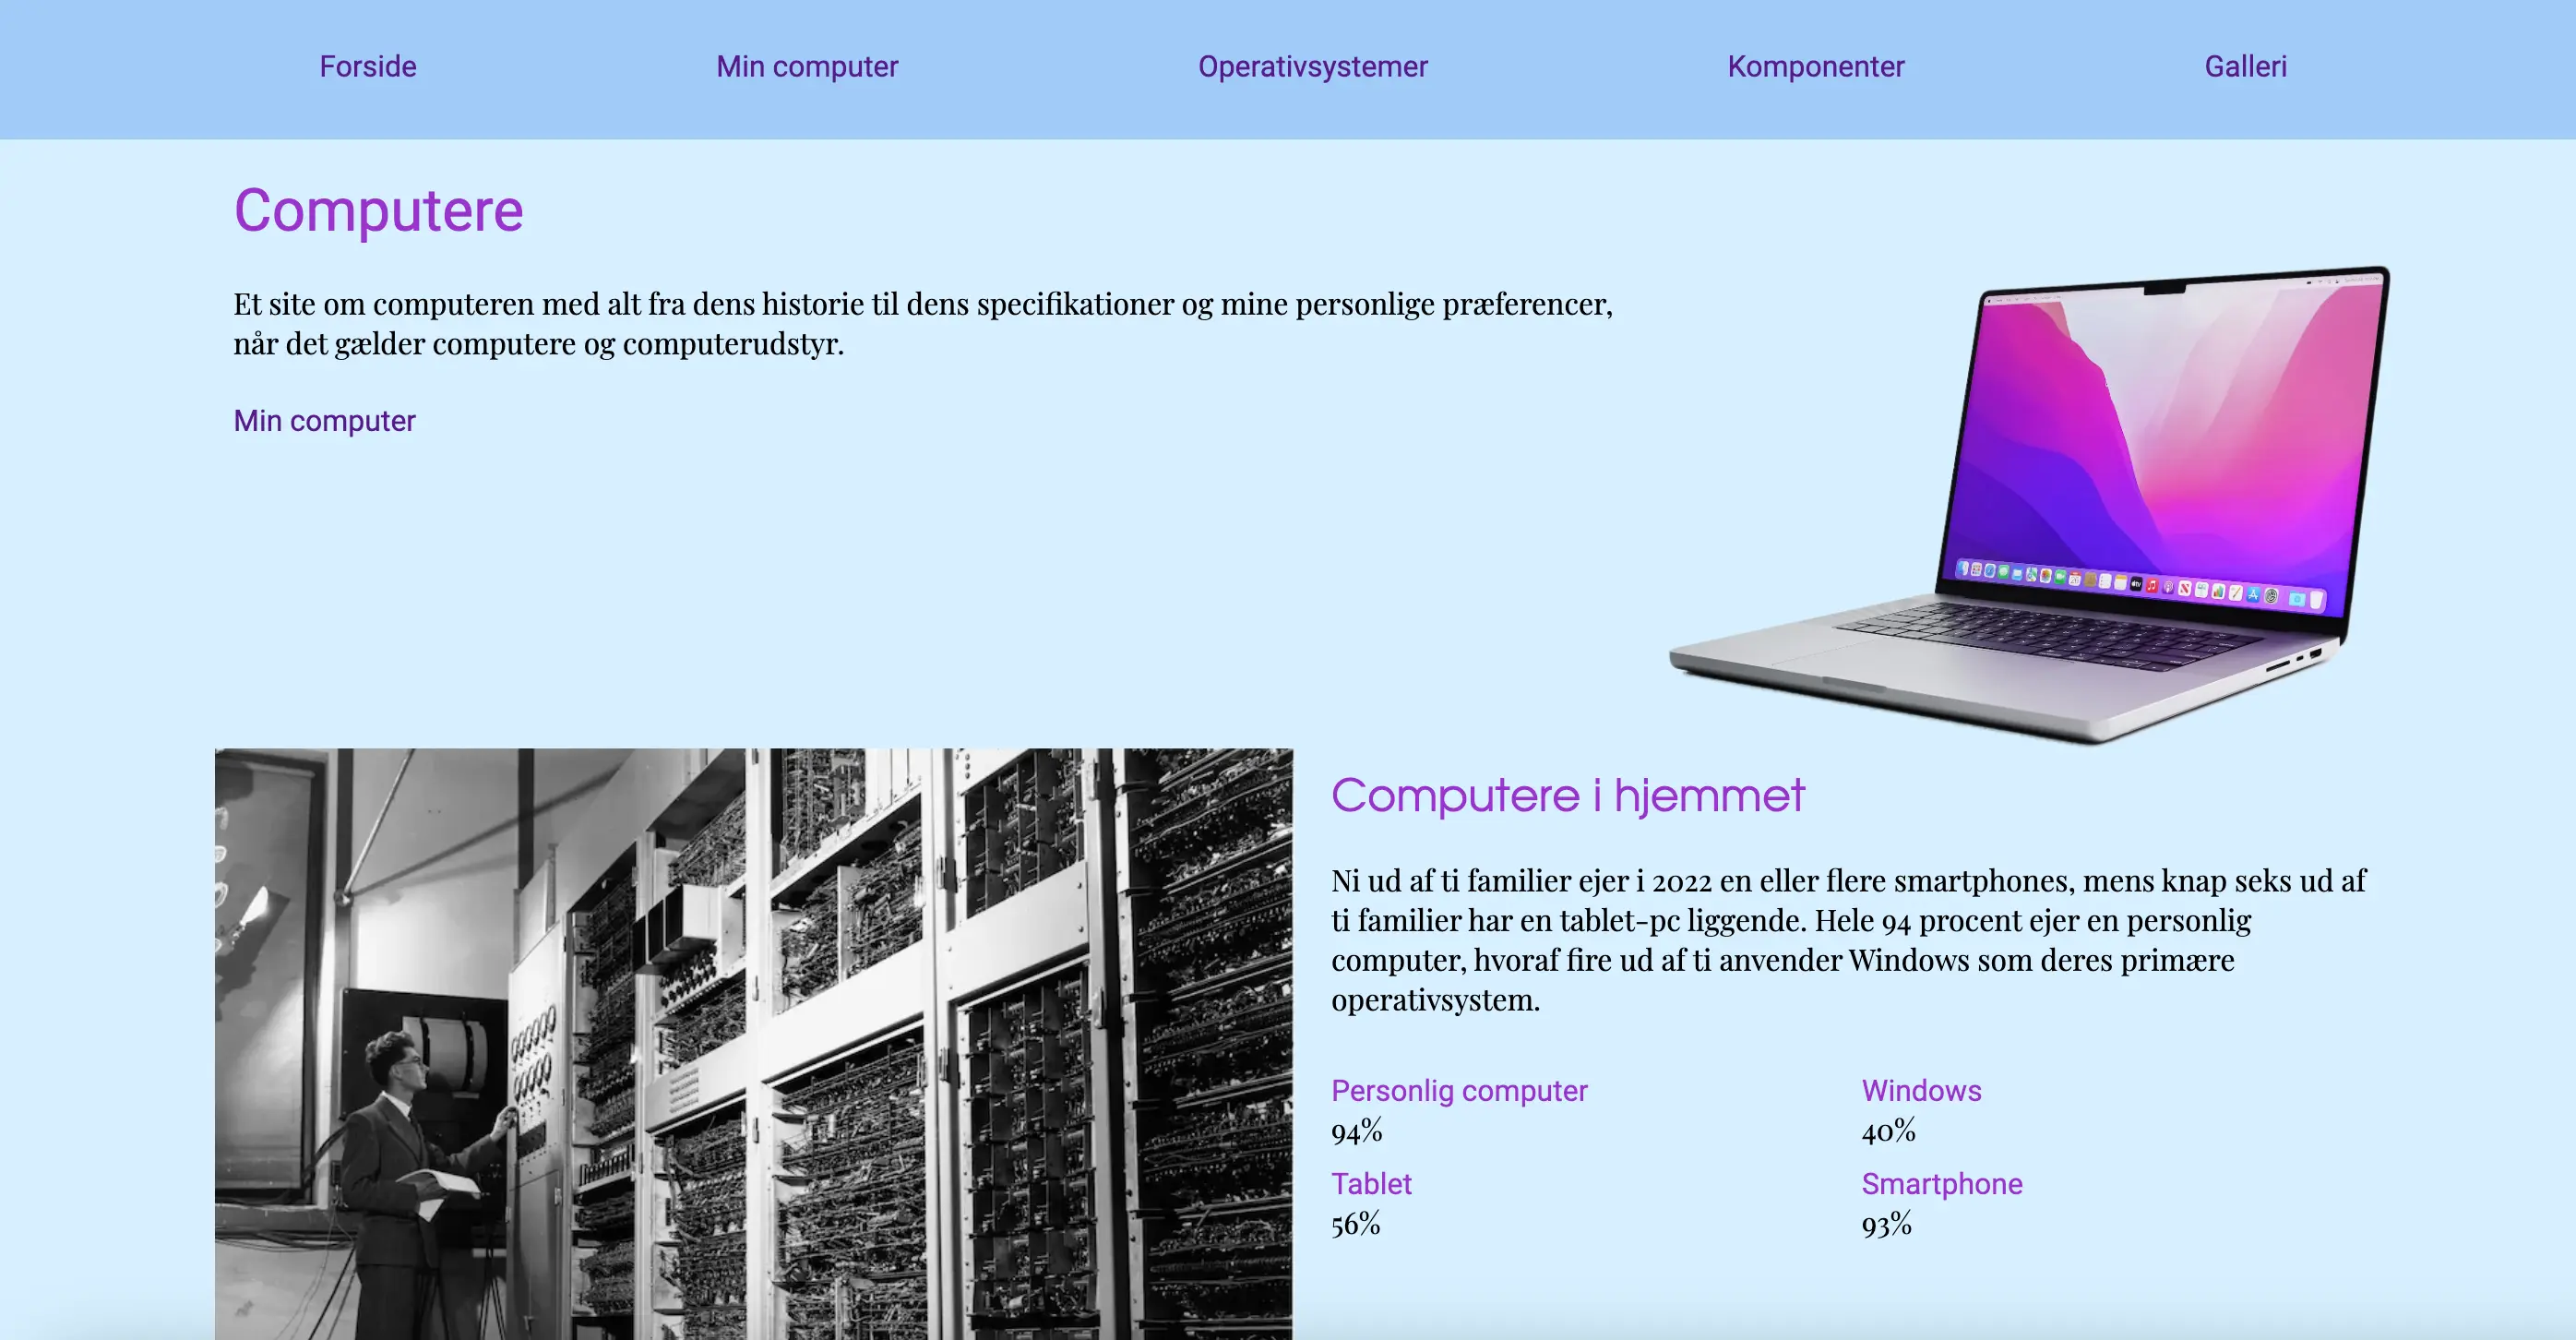 Forside
Min computer
Operativsystemer
Komponenter
Galleri
Computere
Et site om computeren med alt fra dens historie til dens specifikationer og mine personlige præferencer,
når det gælder computere og computerudstyr.
Min computer
Computere i hjemmet
Ni ud af ti familier ejer i 2022 en eller flere smartphones, mens knap seks ud af
ti familier har en tablet-pc liggende. Hele 94 procent ejer en personlig
computer, hvoraf fire ud af ti anvender Windows som deres primære
operativsystem.
Personlig computer
94%
Windows
40%
Tablet
56%
Smartphone
93%